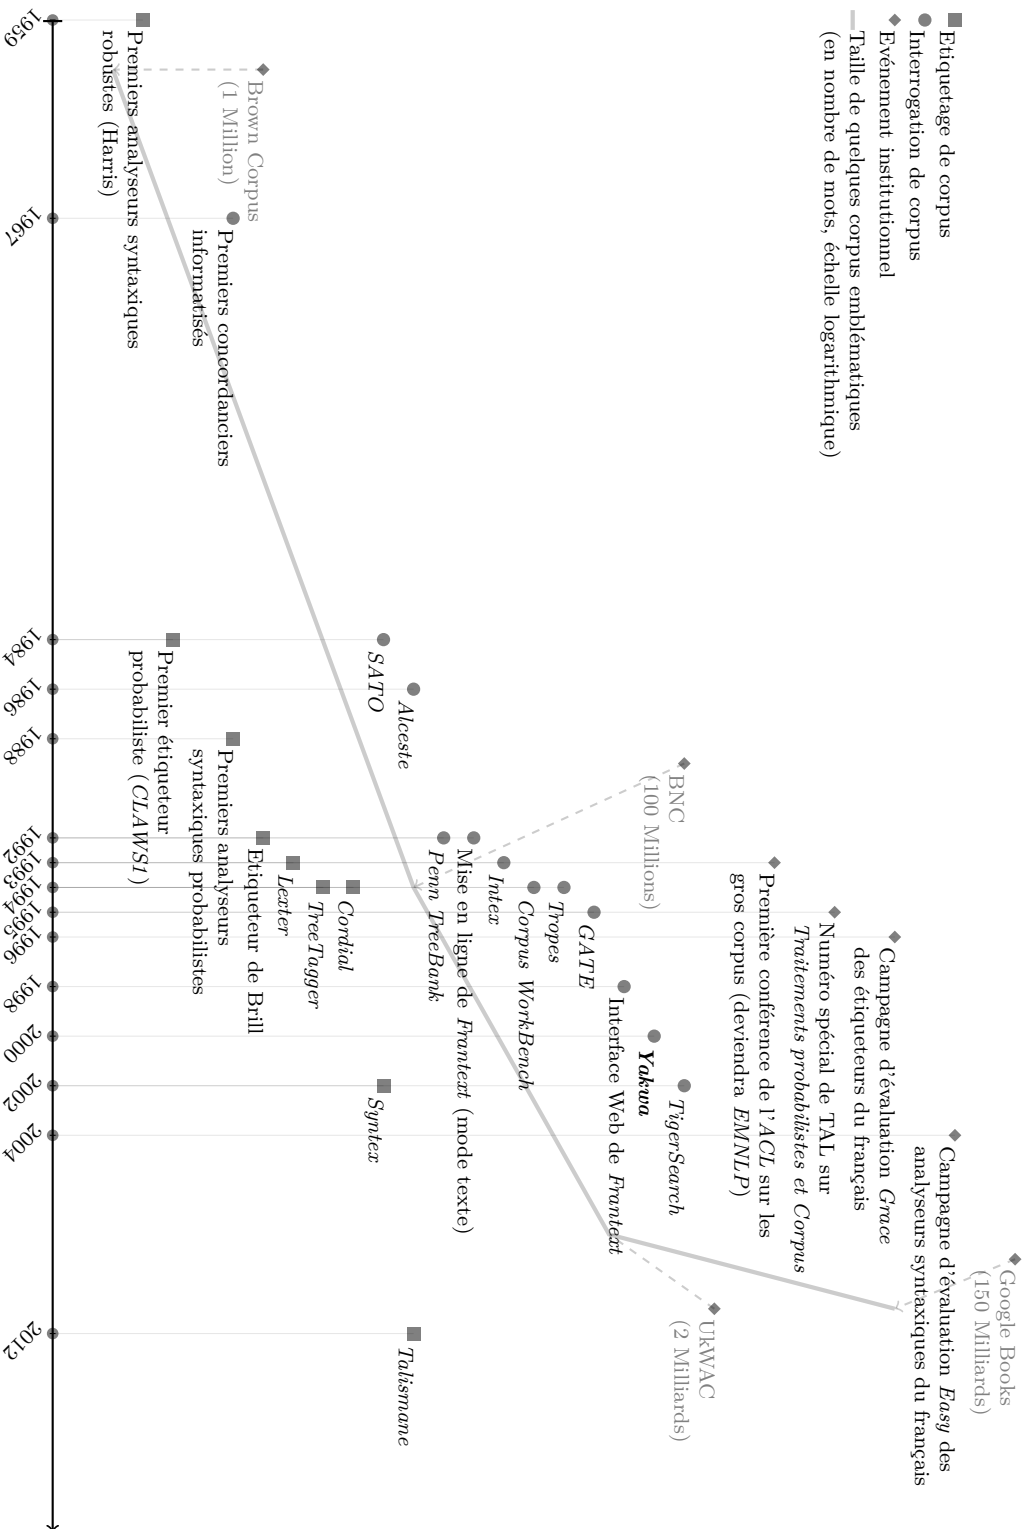 Etiquetage de corpus
Interrogation de corpus
Evénement institutionnel
Taille de quelques corpus emblématiques
(en nombre de mots, échelle logarithmique)
Google Books
(150 Milliards)
Campagne d'évaluation Easy des
analyseurs syntaxiques du français
Campagne d'évaluation Grace
des étiqueteurs du français
Numéro spécial de TAL sur
Traitements probabilistes et Corpus
Première conférence de l'ACL sur les
gros corpus (deviendra EMNLP)
UkWAC
(2 Milliards)
BNC
(100 Millions)
TigerSearch
Yakwa
Interface Web de Frantext
GATE
Tropes
Corpus WorkBench
Intex
Mise en ligne de Frantext (mode texte)
Penn TreeBank
Alceste
SATO
Talismane
Syntex
Cordial
TreeTagger
Lexter
Etiqueteur de Brill
Brown Corpus
(1 Million)
Premiers concordanciers
informatisés
Premiers analyseurs
syntaxiques probabilistes
Premier étiqueteur
probabiliste (CLAWS1)
Premiers analyseurs syntaxiques
robustes (Harris)
1959
1967
1984
1986
1988
1992
1993
1994
1995
1996
1998
2000
2002
2004
2012